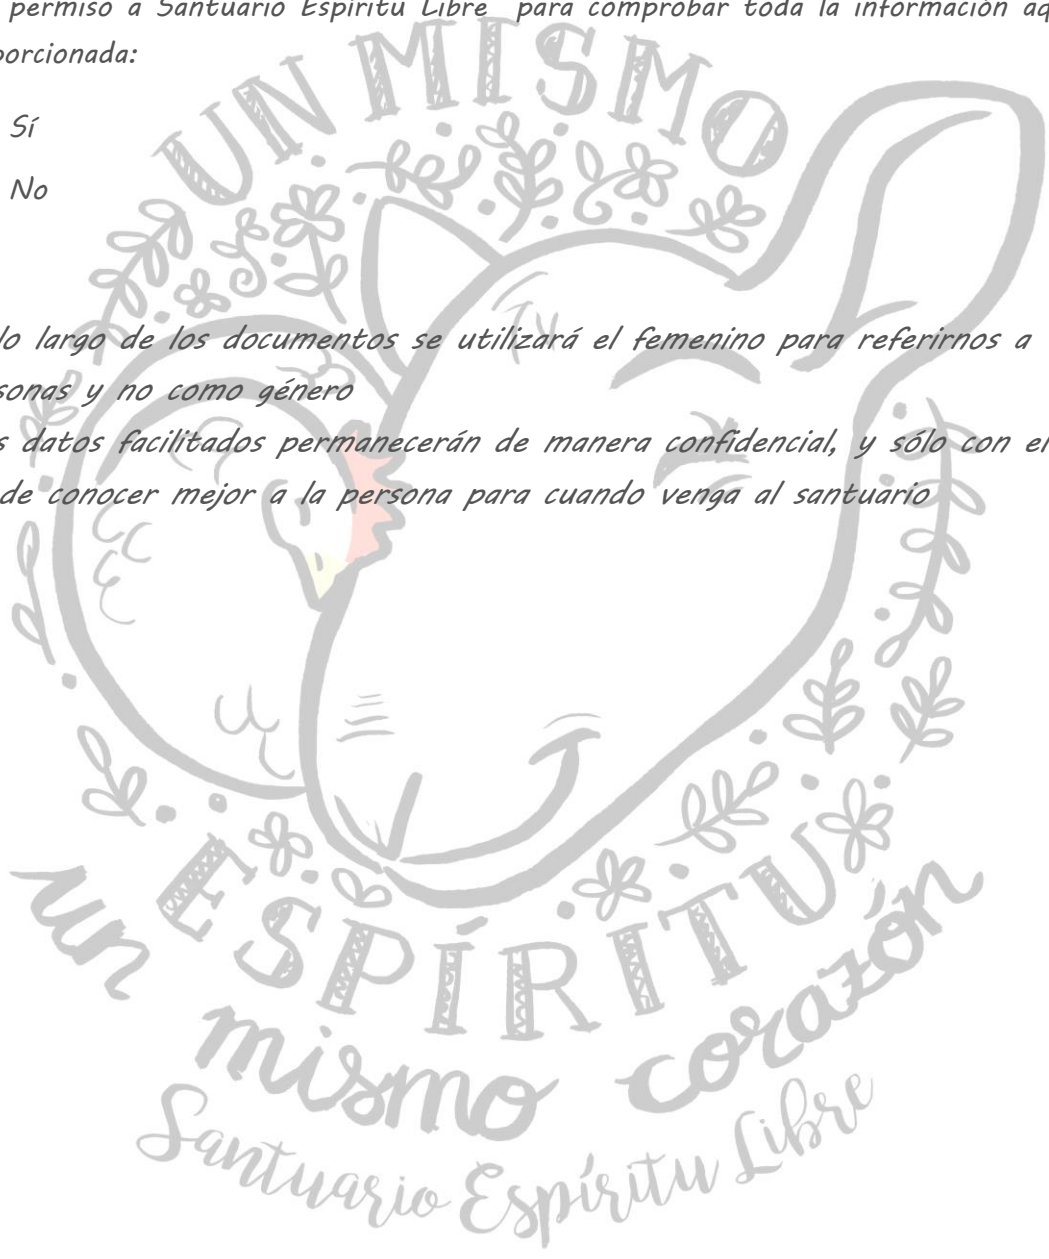 permiso a Santuario Espíritu Libre para comprobar toda la información aq
porcionada:
Sí
No
lo largo de los documentos se utilizará el femenino para referirnos a
sonas y no como género
s datos facilitados permanecerán de manera confidencial, y sólo con el
de conocer mejor a la persona para cuando venga al santuario
UN MISMO
ESPÍRITU
un mismo corazón
Santuario Espíritu Libre